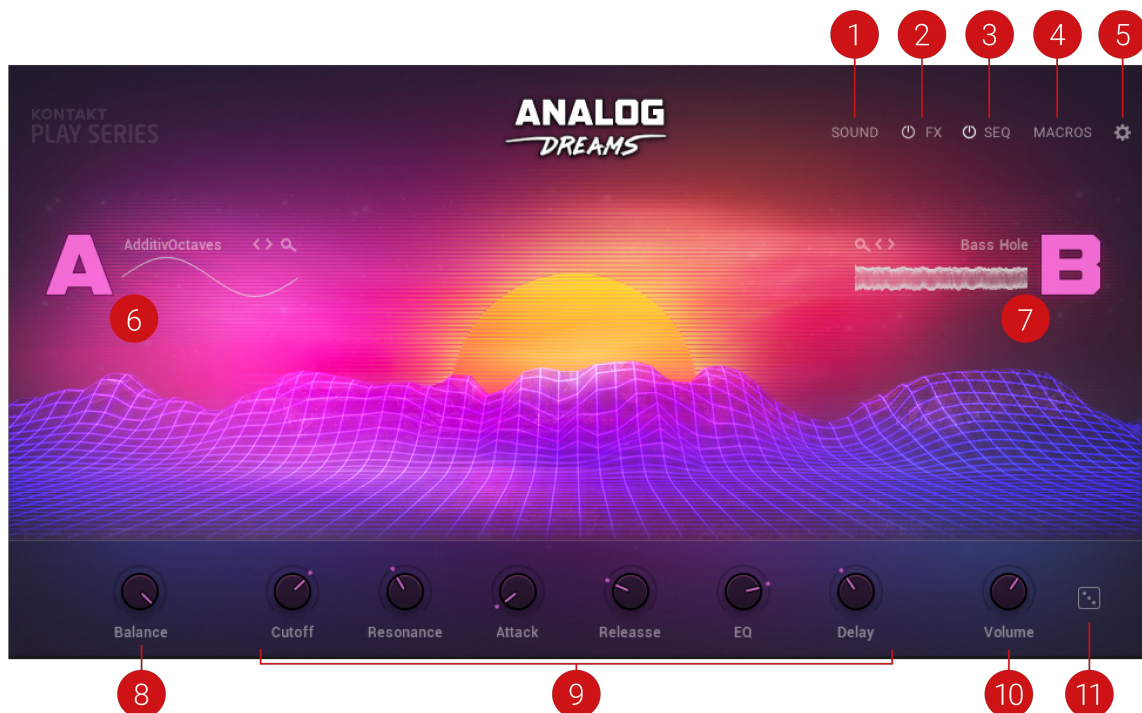 1 2 3 4 5
KONTAKT
PLAY SERIES
ANALOG
DREAMS
SOUND FX SEQ MACROS
A AdditivOctaves
Bass Hole B
6 7
Balance Cutoff Resonance Attack Releasse EQ Delay Volume
8 9 10 11